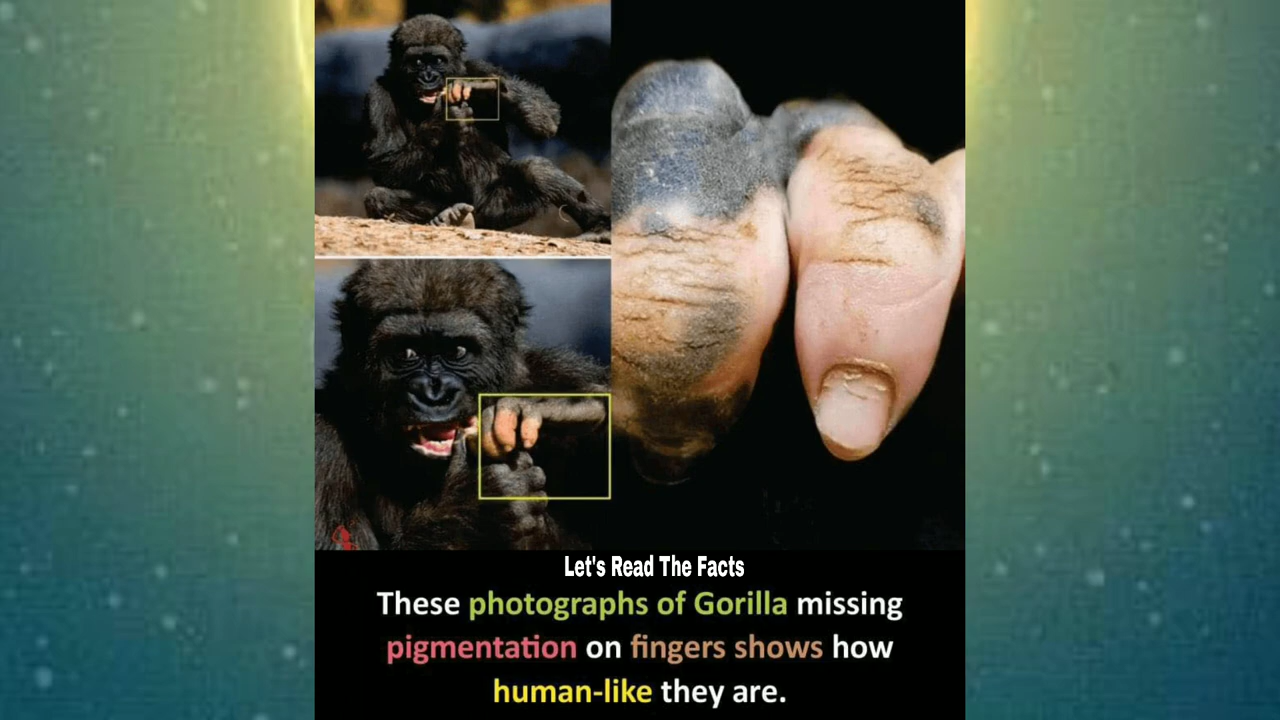 Let's Read The Facts
These photographs of Gorilla missing
pigmentation on fingers shows how
human-like they are.